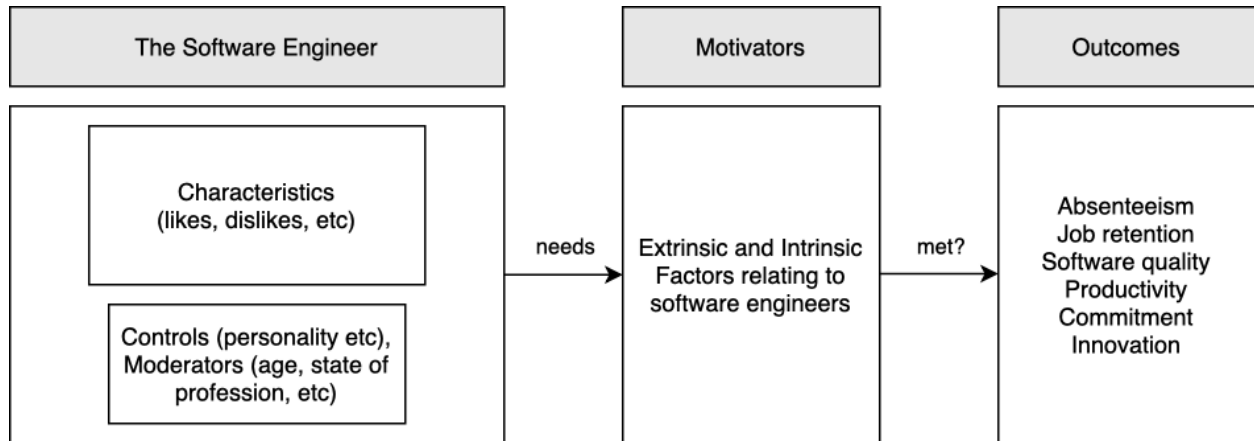 The Software Engineer
Motivators
Outcomes
Characteristics
(likes, dislikes, etc)
Controls (personality etc),
Moderators (age, state of
profession, etc)
needs
Extrinsic and Intrinsic
Factors relating to
software engineers
met?
Absenteeism
Job retention
Software quality
Productivity
Commitment
Innovation